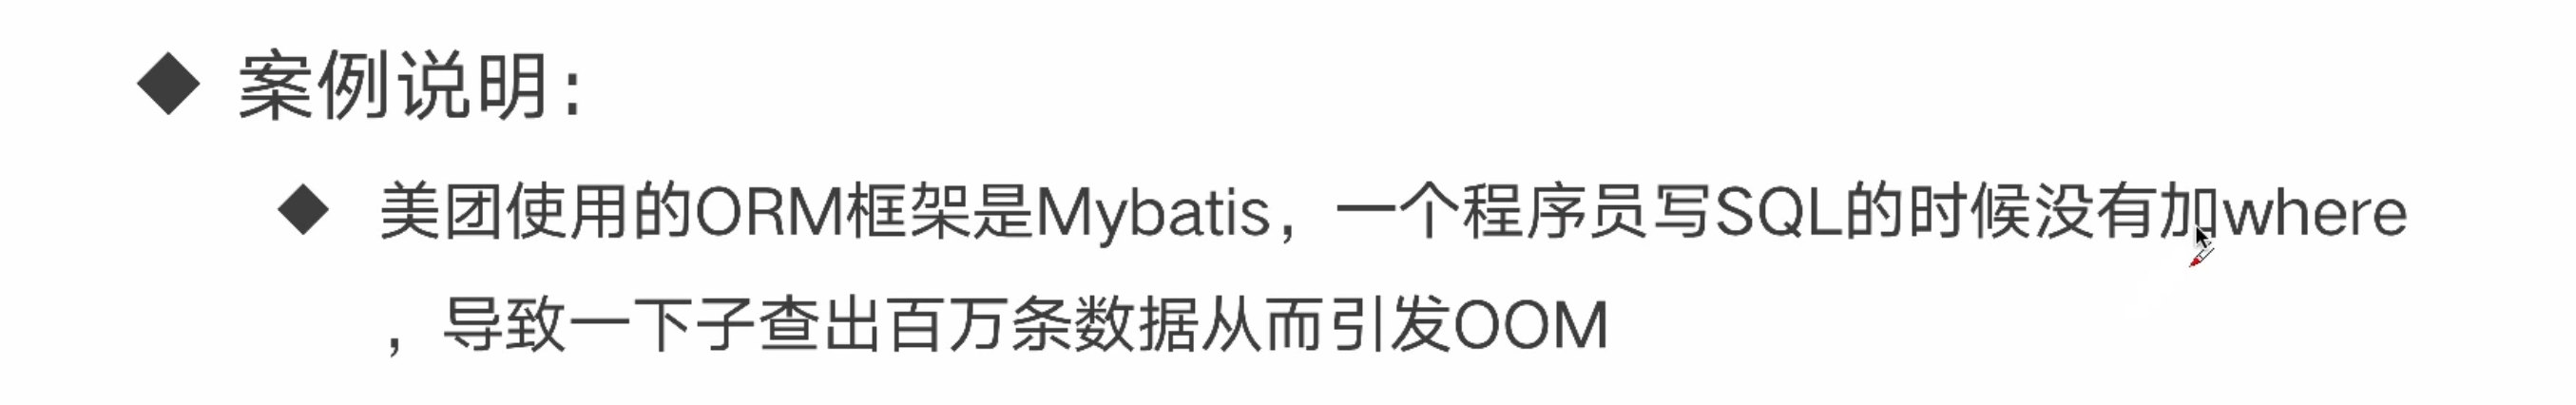 ◆ 案例说明：
◆ 美团使用的ORM框架是Mybatis，一个程序员写SQL的时候没有加where
，导致一下子查出百万条数据从而引发OOM